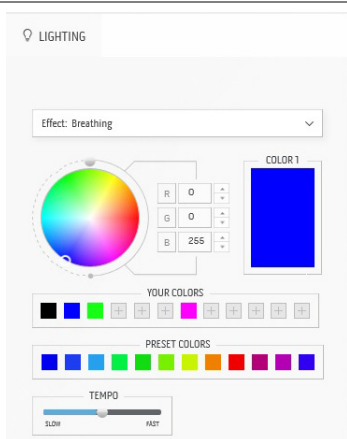 LIGHTING
Effect: Breathing
COLOR 1
R 0
G 0
B 255
YOUR COLORS
PRESET COLORS
TEMPO
SLOW FAST